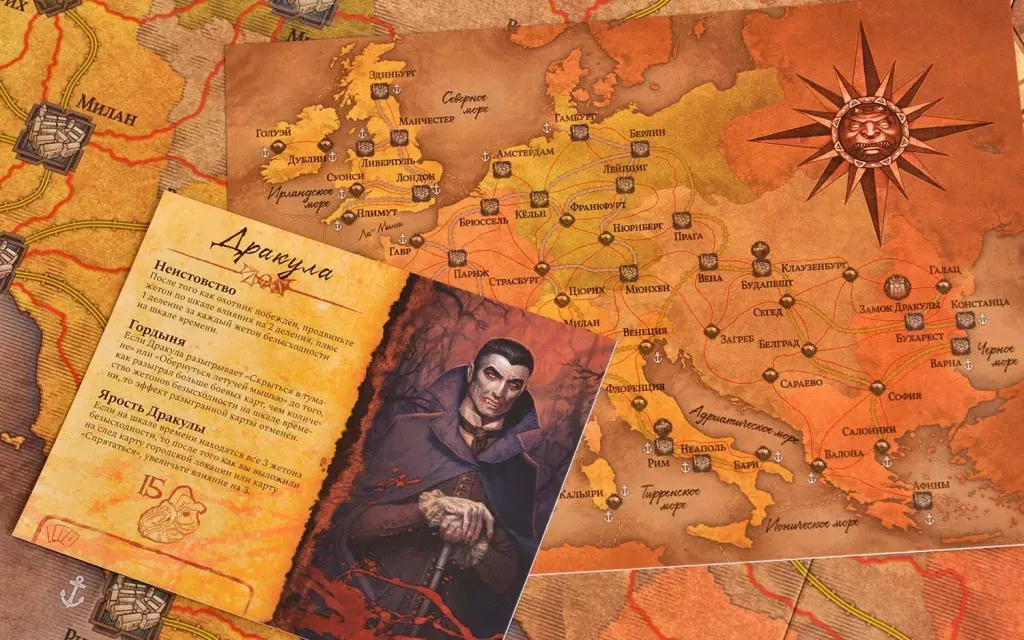 Милан
Эдинбург
Северное
море
Манчестер
Голуэй
Дублин
Ливерпуль
Суонси
Лондон
Ирландское
море
Плимут
Ла-Манш
Гамбург
Берлин
Амстердам
Лейпциг
Кёльн
Франкфурт
Брюссель
Нюрнберг
Прага
Гавр
Париж
Страсбург
Цюрих
Мюнхен
Вена
Будапешт
Клаузенбург
Галац
Замок Дракулы
Констанца
Сегед
Бухарест
Милан
Венеция
Загреб
Белград
Варна
Черное
море
Сараево
София
Флоренция
Адриатическое море
Салоники
Валона
Рим
Неаполь
Бари
Кальяри
Тирренское
море
Афины
Ионическое море
Дракула
Неистовство
После того как охотник побеждён, продвиньте
жетон по шкале влияния на 2 деления, плюс
1 деление за каждый жетон безысходности
на шкале времени.
Гордыня
Если Дракула разыгрывает «Скрыться в тума-
не» или «Обернуться летучей мышью» до того,
как разыграл больше боевых карт, чем количе-
ство жетонов безысходности на шкале време-
ни, то эффект разыгранной карты отменён.
Ярость Дракулы
Если на шкале времени находятся все 3 жетона
безысходности, то после того как вы выложили
на след карту городской локации или карту
«Спрятаться», увеличьте влияние на 3.
15